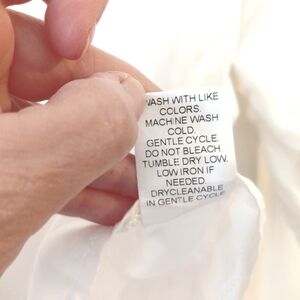 WASH WITH LIKE
COLORS.
MACHINE WASH
COLD.
GENTLE CYCLE.
DO NOT BLEACH.
TUMBLE DRY LOW.
LOW IRON IF
NEEDED.
DRYCLEANABLE
IN GENTLE CYCLE